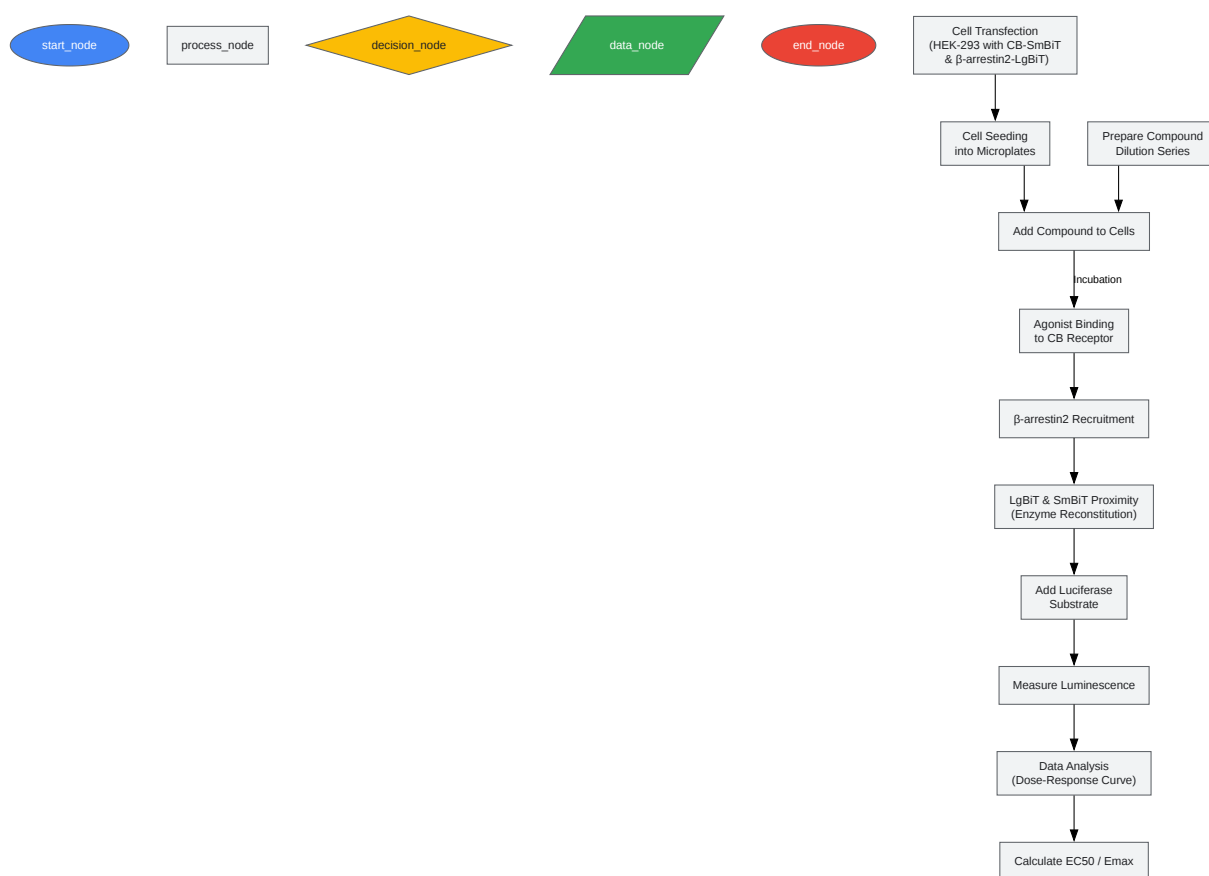 start_node
process_node
decision_node
data_node
end_node
Cell Transfection
(HEK-293 with CB-SmBiT
& β-arrestin2-LgBiT)
Cell Seeding
into Microplates
Prepare Compound
Dilution Series
Add Compound to Cells
Incubation
Agonist Binding
to CB Receptor
β-arrestin2 Recruitment
LgBiT & SmBiT Proximity
(Enzyme Reconstitution)
Add Luciferase
Substrate
Measure Luminescence
Data Analysis
(Dose-Response Curve)
Calculate EC50 / Emax